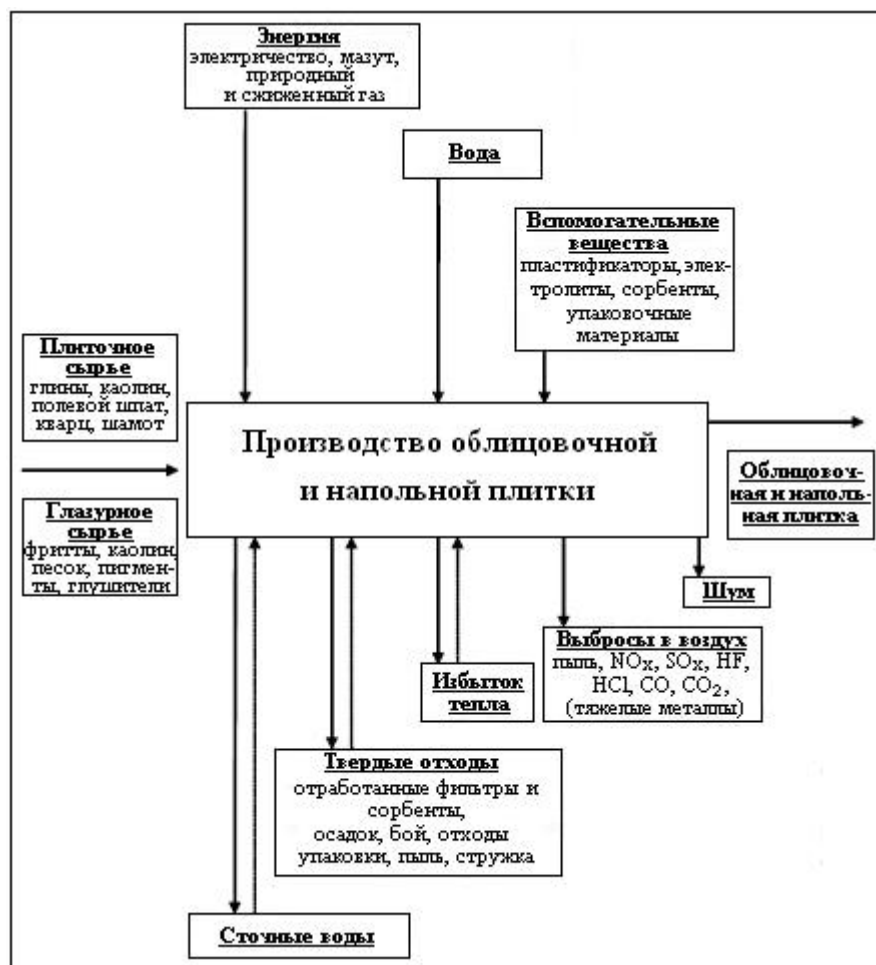 Энергия
электричество, мазут,
природный
и сжиженный газ
Вода
Вспомогательные
вещества
пластификаторы, элек-
тролиты, сорбенты,
упаковочные
материалы
Плиточное
сырье
глины, каолин,
полевой шпат,
кварц, шамот
Производство облицовочной
и напольной плитки
Облицовоч-
ная и наполь-
ная плитка
Глазурное
сырье
фритты, каолин,
песок, пигмен-
ты, глушители
Шум
Выбросы в воздух
пыль, NOx, SOx, HF,
HCl, CO, CO2,
(тяжелые металлы)
Избыток
тепла
Твердые отходы
отработанные фильтры и
сорбенты,
осадок, бой, отходы
упаковки, пыль, стружка
Сточные воды